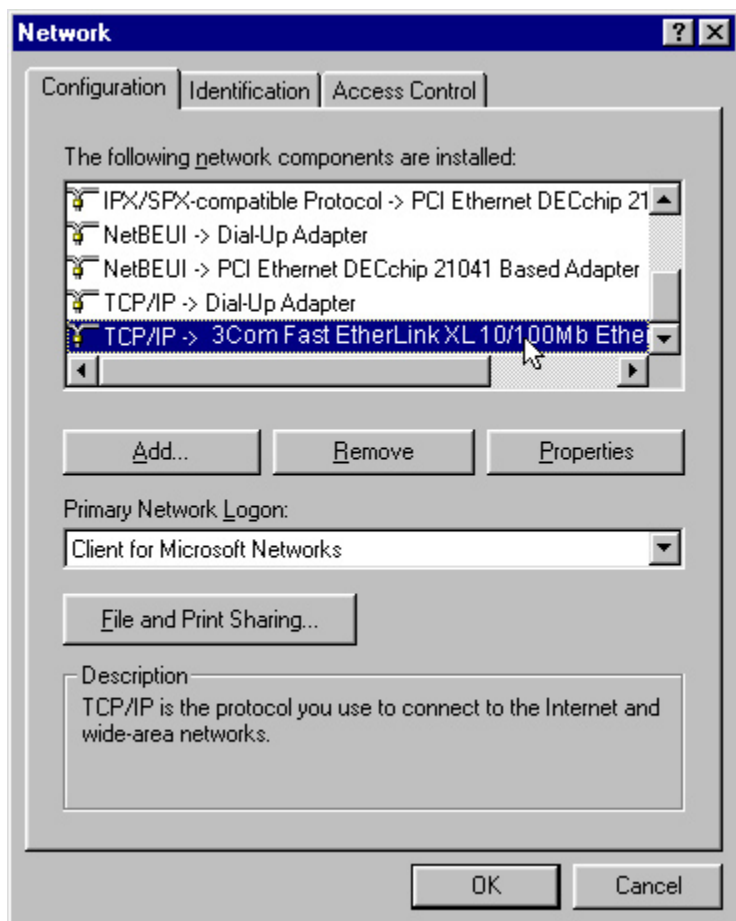 Network
Configuration Identification Access Control
The following network components are installed:
IPX/SPX-compatible Protocol -> PCI Ethernet DECchip 21
NetBEUI -> Dial-Up Adapter
NetBEUI -> PCI Ethernet DECchip 21041 Based Adapter
TCP/IP -> Dial-Up Adapter
TCP/IP -> 3Com Fast EtherLink XL 10/100Mb Ether
Add... Remove Properties
Primary Network Logon:
Client for Microsoft Networks
File and Print Sharing...
Description
TCP/IP is the protocol you use to connect to the Internet and
wide-area networks.
OK Cancel